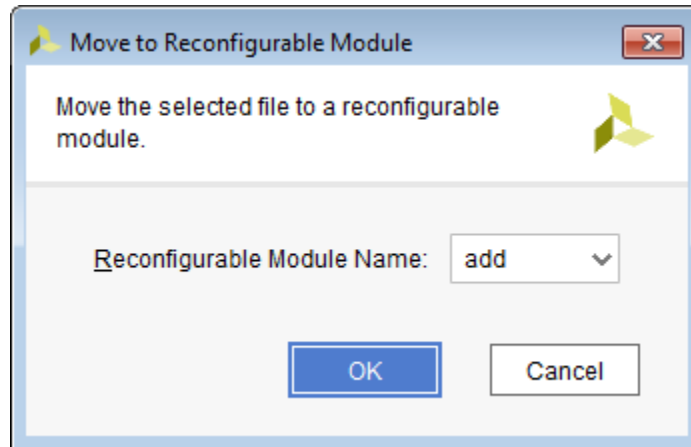 Move to Reconfigurable Module
Move the selected file to a reconfigurable
module.
Reconfigurable Module Name: add
OK Cancel